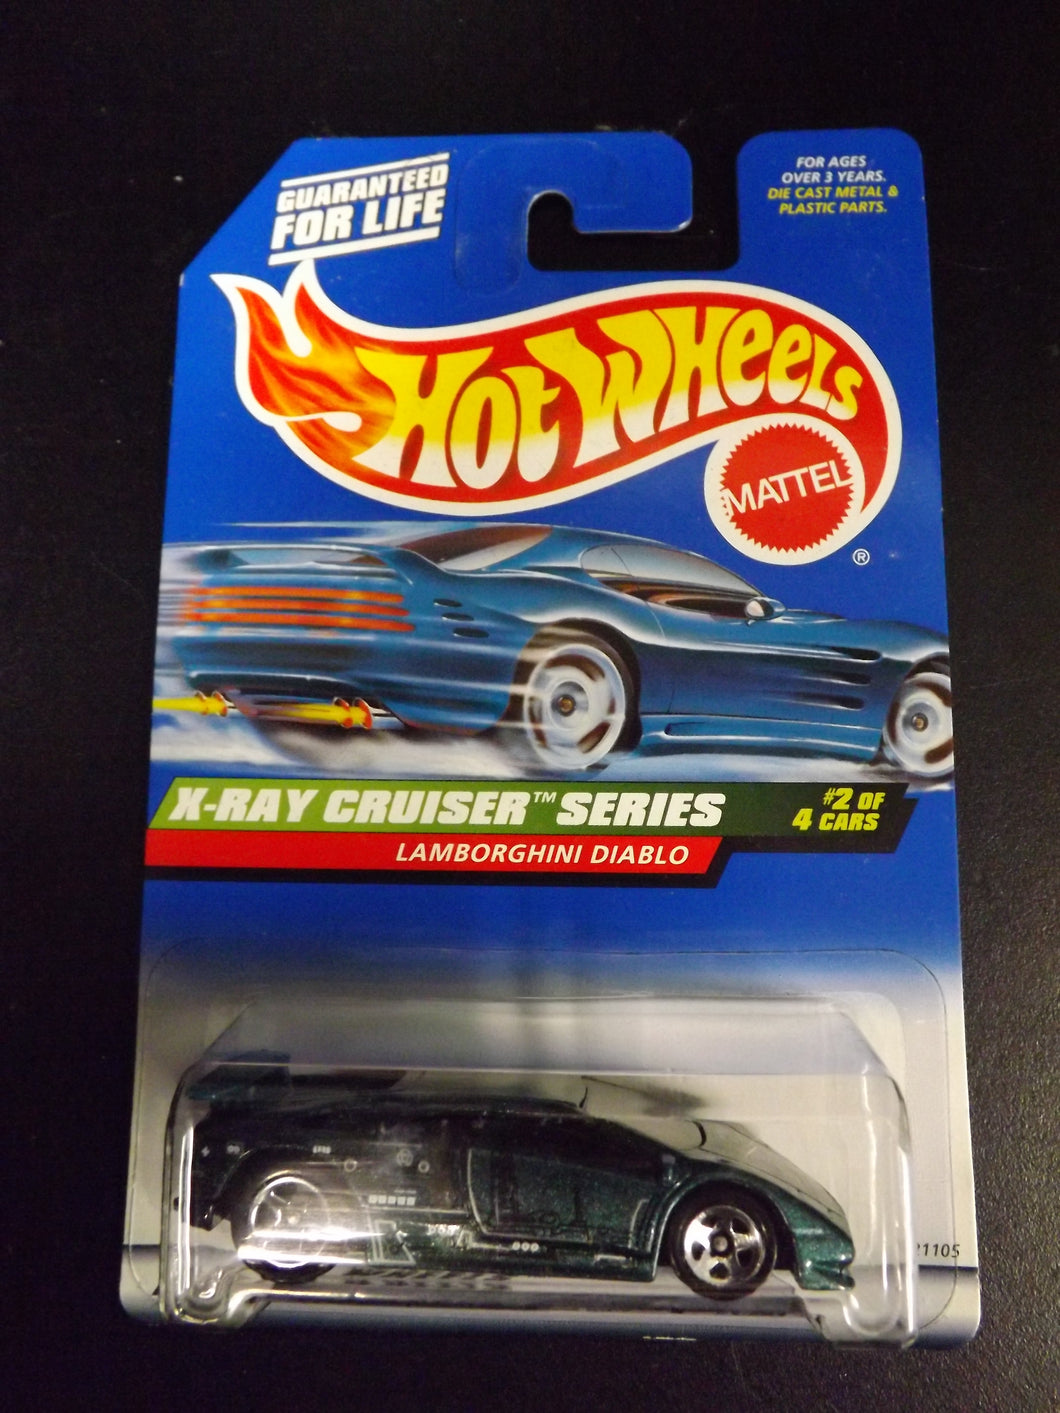 GUARANTEED
FOR LIFE
FOR AGES
OVER 3 YEARS.
DIE CAST METAL &
PLASTIC PARTS.
HOT WHEELS
MATTEL
®
X-RAY CRUISER™ SERIES
#2 OF
4 CARS
LAMBORGHINI DIABLO
21105